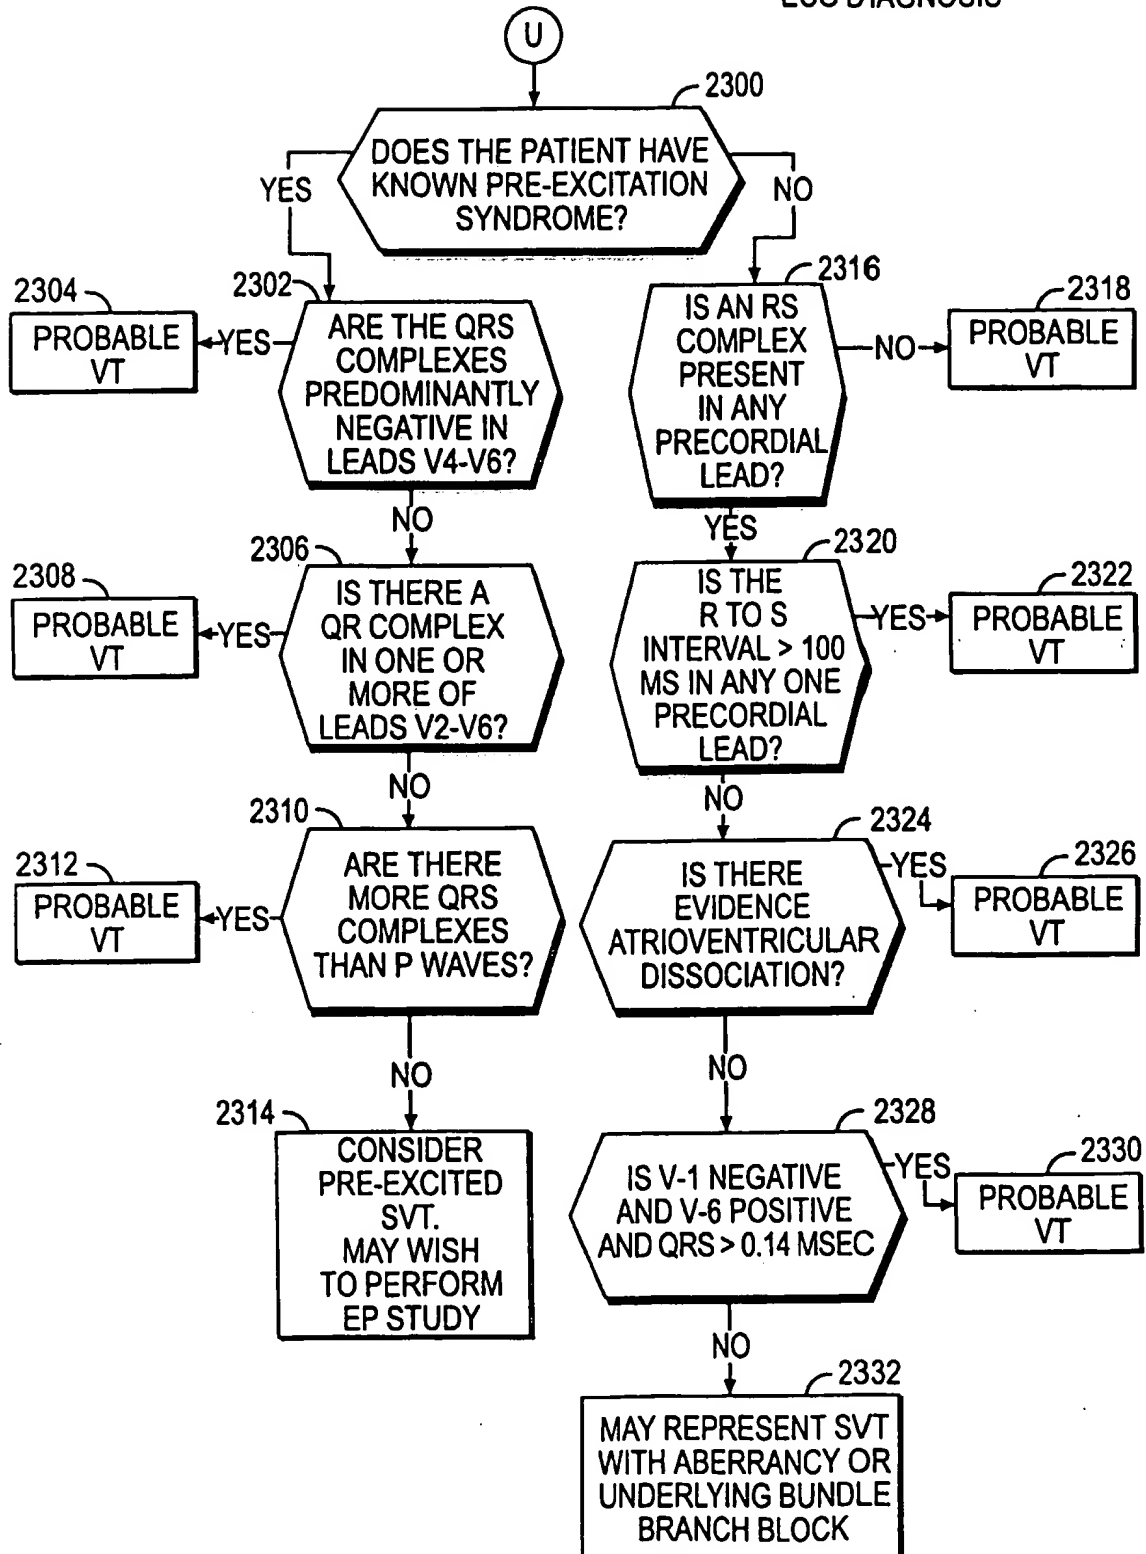 ECG DIAGNOSIS
U
2300
DOES THE PATIENT HAVE
KNOWN PRE-EXCITATION
SYNDROME?
YES
NO
2302
ARE THE QRS
COMPLEXES
PREDOMINANTLY
NEGATIVE IN
LEADS V4-V6?
YES
2304
PROBABLE
VT
NO
2306
IS THERE A
QR COMPLEX
IN ONE OR
MORE OF
LEADS V2-V6?
YES
2308
PROBABLE
VT
NO
2310
ARE THERE
MORE QRS
COMPLEXES
THAN P WAVES?
YES
2312
PROBABLE
VT
NO
2314
CONSIDER
PRE-EXCITED
SVT.
MAY WISH
TO PERFORM
EP STUDY
2316
IS AN RS
COMPLEX
PRESENT
IN ANY
PRECORDIAL
LEAD?
NO
2318
PROBABLE
VT
YES
2320
IS THE
R TO S
INTERVAL > 100
MS IN ANY ONE
PRECORDIAL
LEAD?
YES
2322
PROBABLE
VT
NO
2324
IS THERE
EVIDENCE
ATRIOVENTRICULAR
DISSOCIATION?
YES
2326
PROBABLE
VT
NO
2328
IS V-1 NEGATIVE
AND V-6 POSITIVE
AND QRS > 0.14 MSEC
YES
2330
PROBABLE
VT
NO
2332
MAY REPRESENT SVT
WITH ABERRANCY OR
UNDERLYING BUNDLE
BRANCH BLOCK